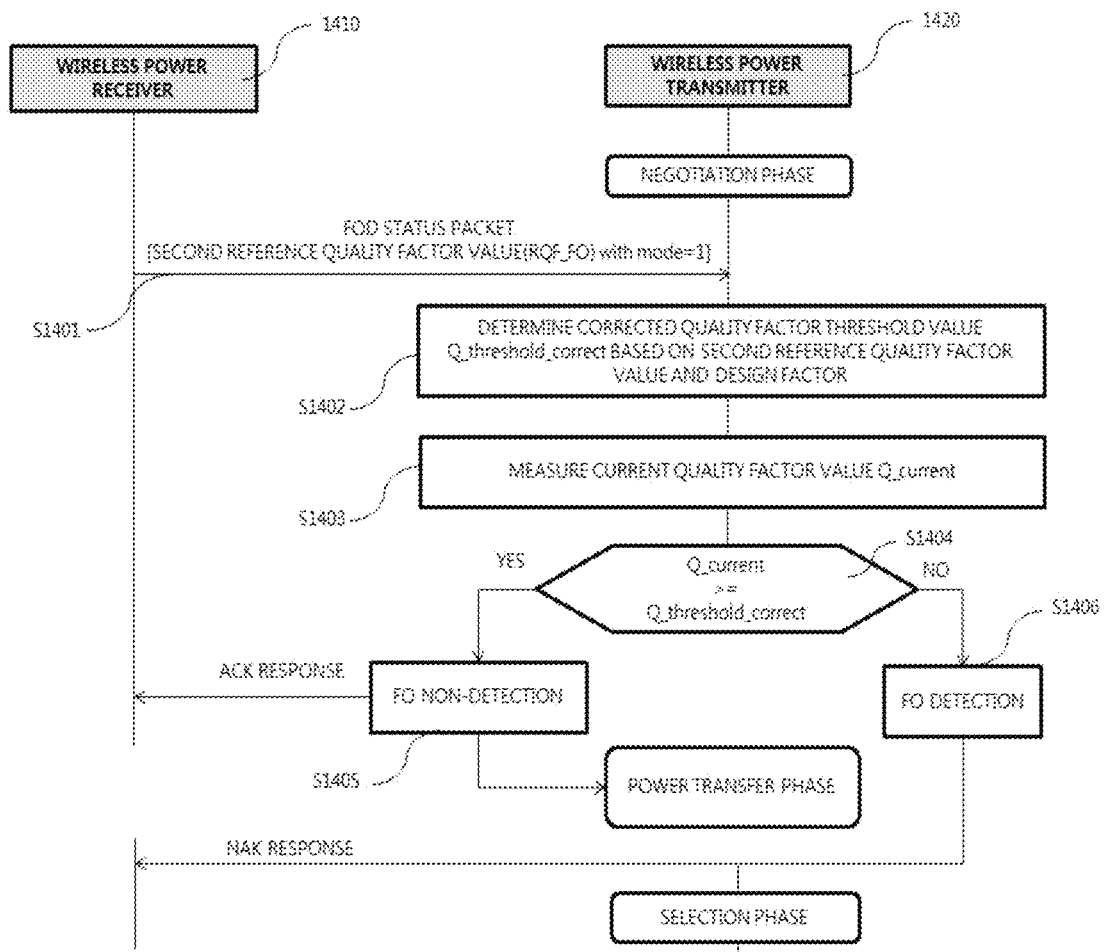 1410
1420
WIRELESS POWER
RECEIVER
WIRELESS POWER
TRANSMITTER
NEGOTIATION PHASE
FOD STATUS PACKET
[SECOND REFERENCE QUALITY FACTOR VALUE(RQF_FO) with mode=1]
S1401
DETERMINE CORRECTED QUALITY FACTOR THRESHOLD VALUE
Q_threshold_correct BASED ON SECOND REFERENCE QUALITY FACTOR
VALUE AND DESIGN FACTOR
S1402
MEASURE CURRENT QUALITY FACTOR VALUE Q_current
S1403
S1404
YES
Q_current
>=
Q_threshold_correct
NO
S1406
ACK RESPONSE
FO NON-DETECTION
FO DETECTION
S1405
POWER TRANSFER PHASE
NAK RESPONSE
SELECTION PHASE